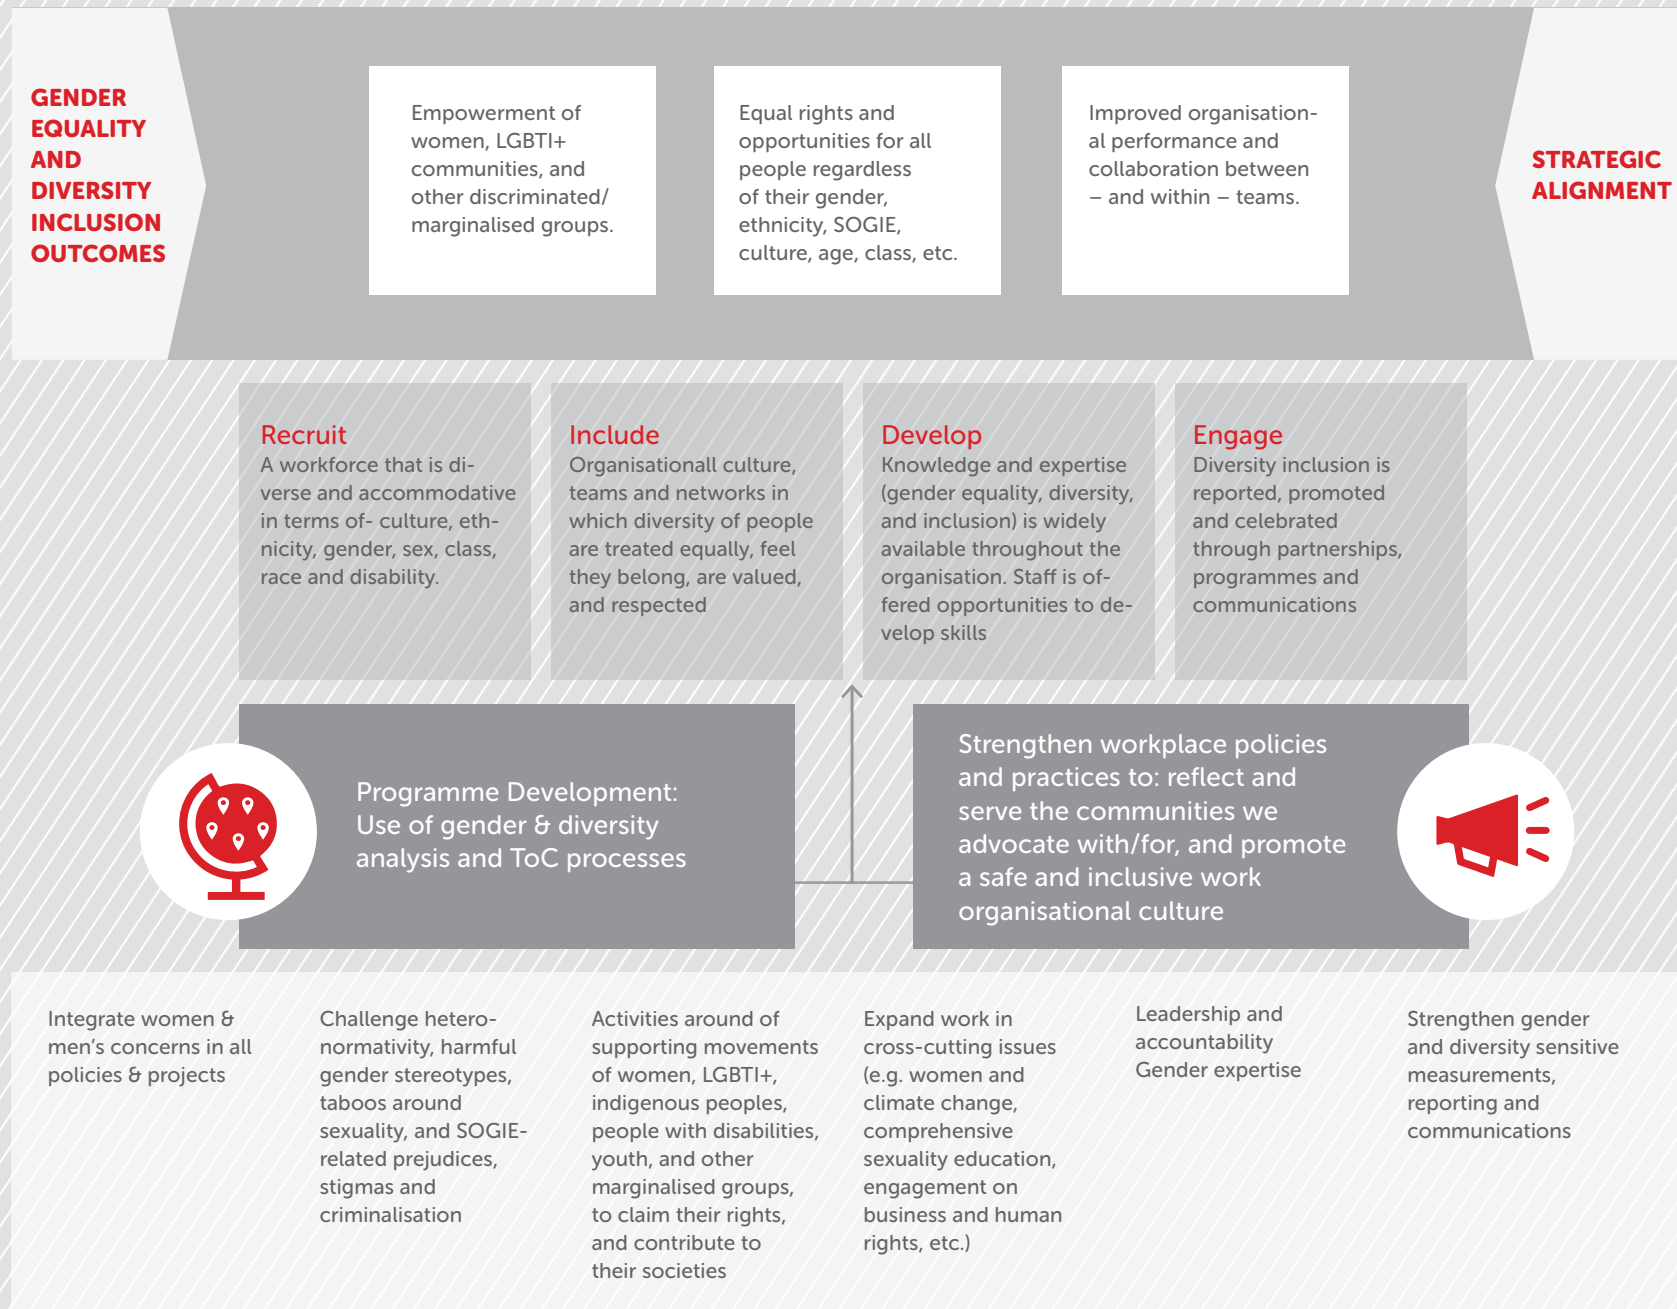 GENDER
EQUALITY
AND
DIVERSITY
INCLUSION
OUTCOMES
Empowerment of
women, LGBTI+
communities, and
other discriminated/
marginalised groups.
Equal rights and
opportunities for all
people regardless
of their gender,
ethnicity, SOGIE,
culture, age, class, etc.
Improved organisation-
al performance and
collaboration between
– and within – teams.
STRATEGIC
ALIGNMENT
Recruit
A workforce that is di-
verse and accommodative
in terms of- culture, eth-
nicity, gender, sex, class,
race and disability.
Include
Organisationall culture,
teams and networks in
which diversity of people
are treated equally, feel
they belong, are valued,
and respected
Develop
Knowledge and expertise
(gender equality, diversity,
and inclusion) is widely
available throughout the
organisation. Staff is of-
fered opportunities to de-
velop skills
Engage
Diversity inclusion is
reported, promoted
and celebrated
through partnerships,
programmes and
communications
Programme Development:
Use of gender & diversity
analysis and ToC processes
Strengthen workplace policies
and practices to: reflect and
serve the communities we
advocate with/for, and promote
a safe and inclusive work
organisational culture
Integrate women &
men's concerns in all
policies & projects
Challenge hetero-
normativity, harmful
gender stereotypes,
taboos around
sexuality, and SOGIE-
related prejudices,
stigmas and
criminalisation
Activities around of
supporting movements
of women, LGBTI+,
indigenous peoples,
people with disabilities,
youth, and other
marginalised groups,
to claim their rights,
and contribute to
their societies
Expand work in
cross-cutting issues
(e.g. women and
climate change,
comprehensive
sexuality education,
engagement on
business and human
rights, etc.)
Leadership and
accountability
Gender expertise
Strengthen gender
and diversity sensitive
measurements,
reporting and
communications